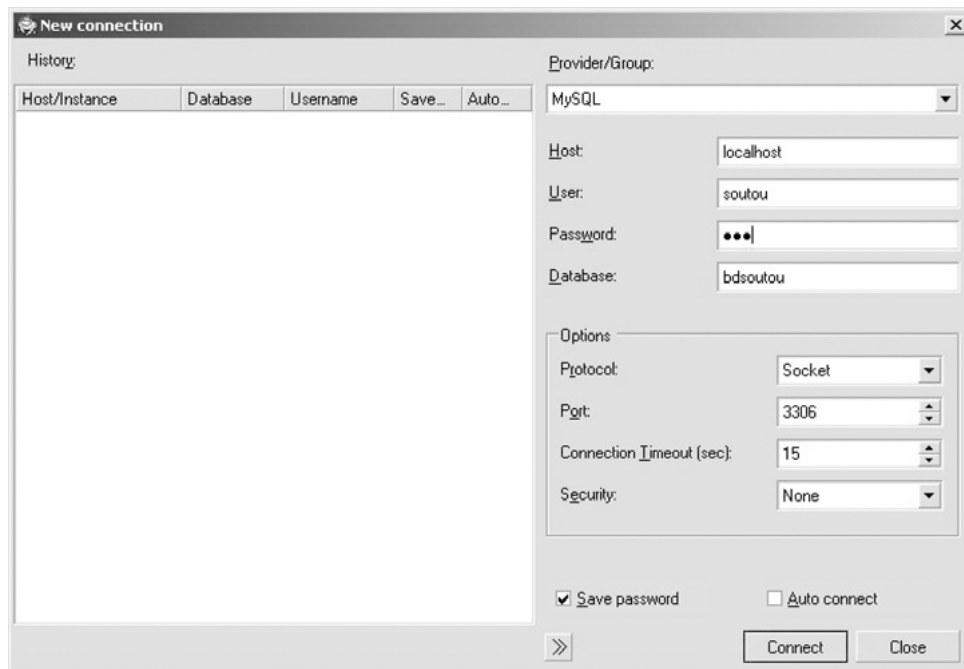 New connection
History:
Provider/Group:
Host/Instance Database Username Save... Auto...
MySQL
Host: localhost
User: soutou
Password: •••
Database: bdsoutou
Options
Protocol: Socket
Port: 3306
Connection Timeout (sec): 15
Security: None
Save password Auto connect
Connect Close